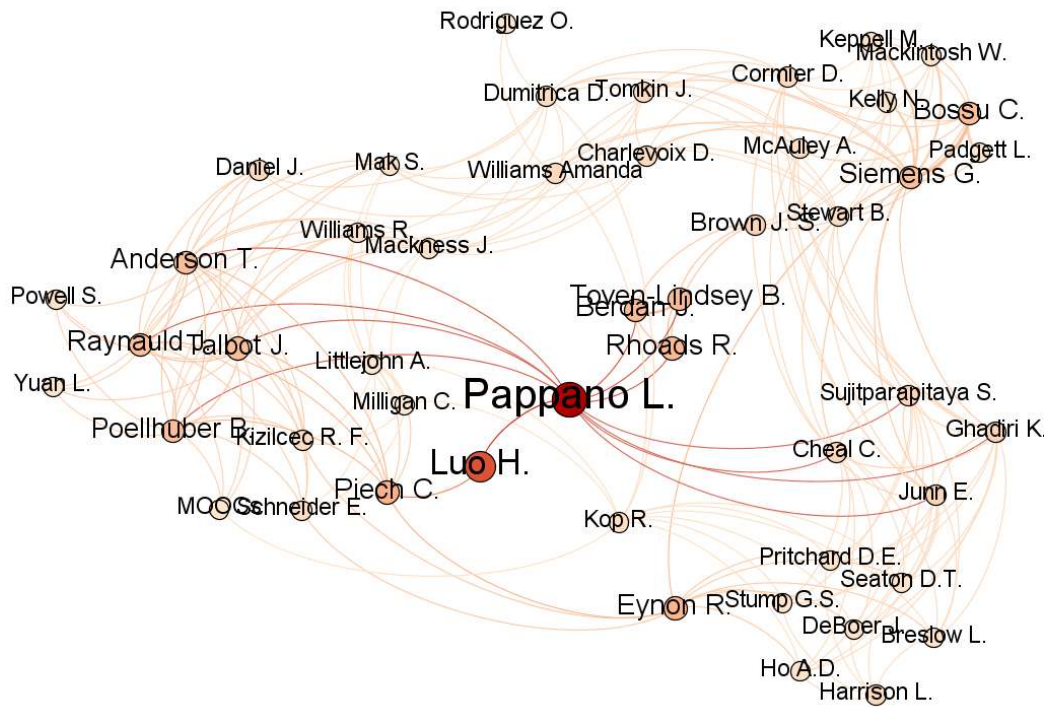 Rodriguez O.
Keppell M.
Mackintosh W.
Dumitrica D.
Tomkin J.
Cormier D.
Kelly N.
Bossu C.
Daniel J.
Mak S.
Williams Amanda
Charlevoix D.
McAuley A.
Padgett L.
Siemens G.
Williams R.
Mackness J.
Brown J. S.
Stewart B.
Anderson T.
Powell S.
Toven-Lindsey B.
Berdan J.
Raynauld J.
Talbot J.
Rhoads R.
Littlejohn A.
Yuan L.
Milligan C.
Pappano L.
Sujitparapitaya S.
Poellhuber B.
Kizilcec R. F.
Cheal C.
Ghadiri K.
Luo H.
Piech C.
Junn E.
MOOCs
Schneider E.
Kop R.
Pritchard D.E.
Seaton D.T.
Eynon R.
Stump G.S.
DeBoer J.
Breslow L.
Ho A.D.
Harrison L.